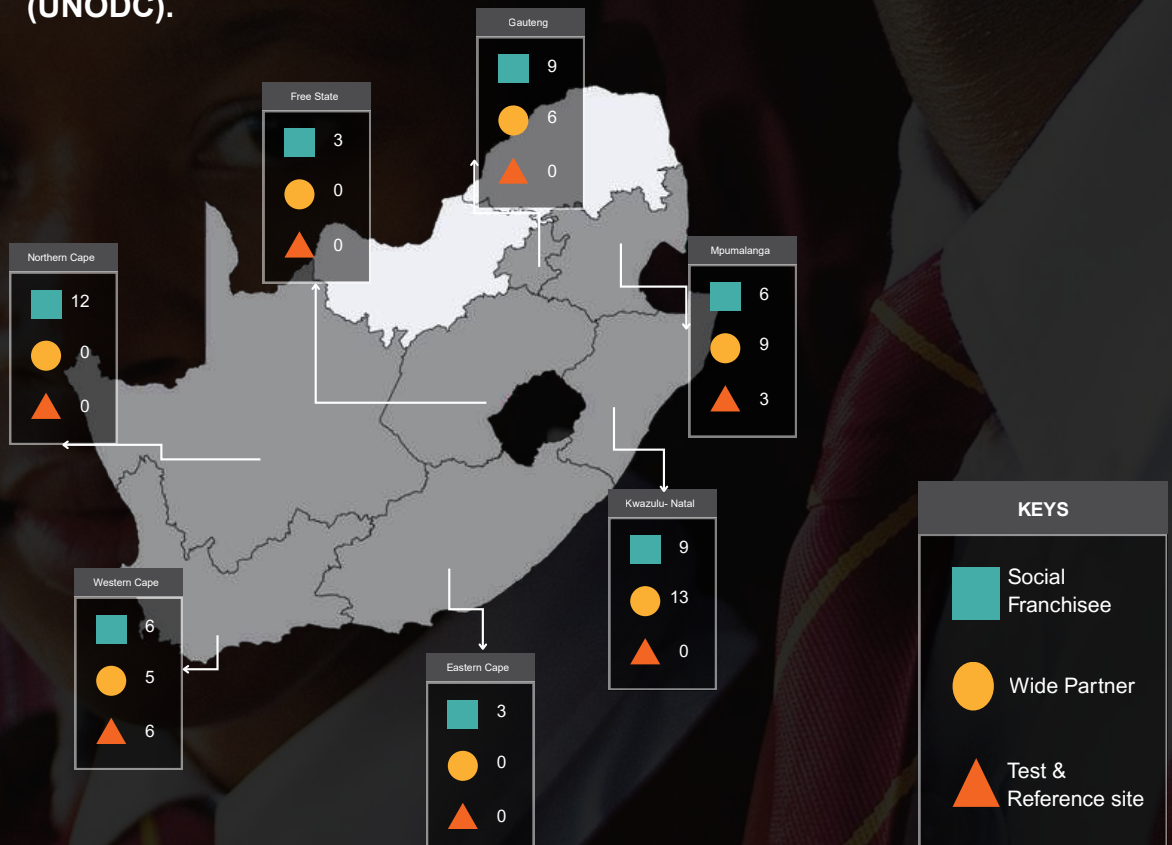 (UNODC).
Gauteng
9
6
0
Free State
3
0
0
Northern Cape
12
0
0
Mpumalanga
6
9
3
Kwazulu- Natal
9
13
0
Western Cape
6
5
6
Eastern Cape
3
0
0
KEYS
Social
Franchisee
Wide Partner
Test &
Reference site